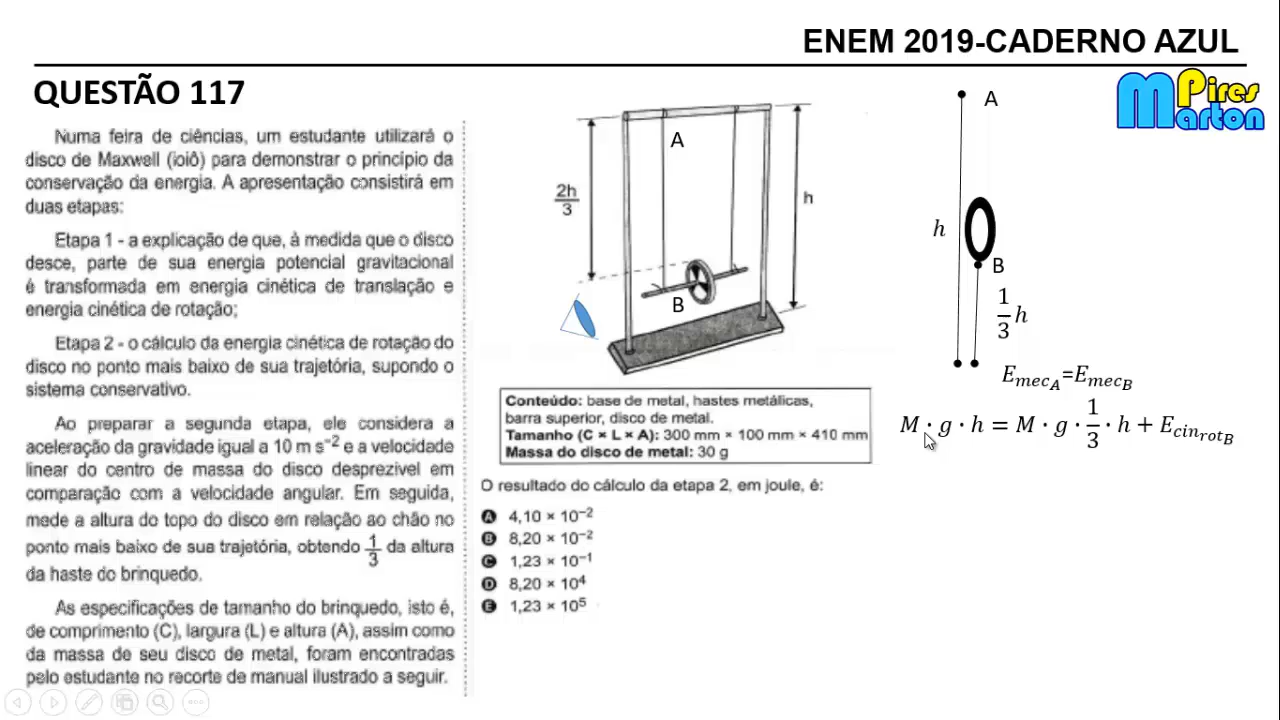 ENEM 2019-CADERNO AZUL
QUESTÃO 117
Pires
Marton
Numa feira de ciências, um estudante utilizará o
disco de Maxwell (ioiô) para demonstrar o princípio da
conservação da energia. A apresentação consistirá em
duas etapas:
Etapa 1 - a explicação de que, à medida que o disco
desce, parte de sua energia potencial gravitacional
é transformada em energia cinética de translação e
energia cinética de rotação;
Etapa 2 - o cálculo da energia cinética de rotação do
disco no ponto mais baixo de sua trajetória, supondo o
sistema conservativo.
Ao preparar a segunda etapa, ele considera a
aceleração da gravidade igual a 10 m s⁻² e a velocidade
linear do centro de massa do disco desprezível em
comparação com a velocidade angular. Em seguida,
mede a altura do topo do disco em relação ao chão no
ponto mais baixo de sua trajetória, obtendo 1/3 da altura
da haste do brinquedo.
As especificações de tamanho do brinquedo, isto é,
de comprimento (C), largura (L) e altura (A), assim como
da massa de seu disco de metal, foram encontradas
pelo estudante no recorte de manual ilustrado a seguir.
A
2h/3
h
B
Conteúdo: base de metal, hastes metálicas,
barra superior, disco de metal.
Tamanho (C × L × A): 300 mm × 100 mm × 410 mm
Massa do disco de metal: 30 g
O resultado do cálculo da etapa 2, em joule, é:
A 4,10 × 10⁻²
B 8,20 × 10⁻²
C 1,23 × 10⁻¹
D 8,20 × 10⁴
E 1,23 × 10⁵
A
h
B
1/3 h
E_mec_A=E_mec_B
M · g · h = M · g · 1/3 · h + E_cin_rot_B